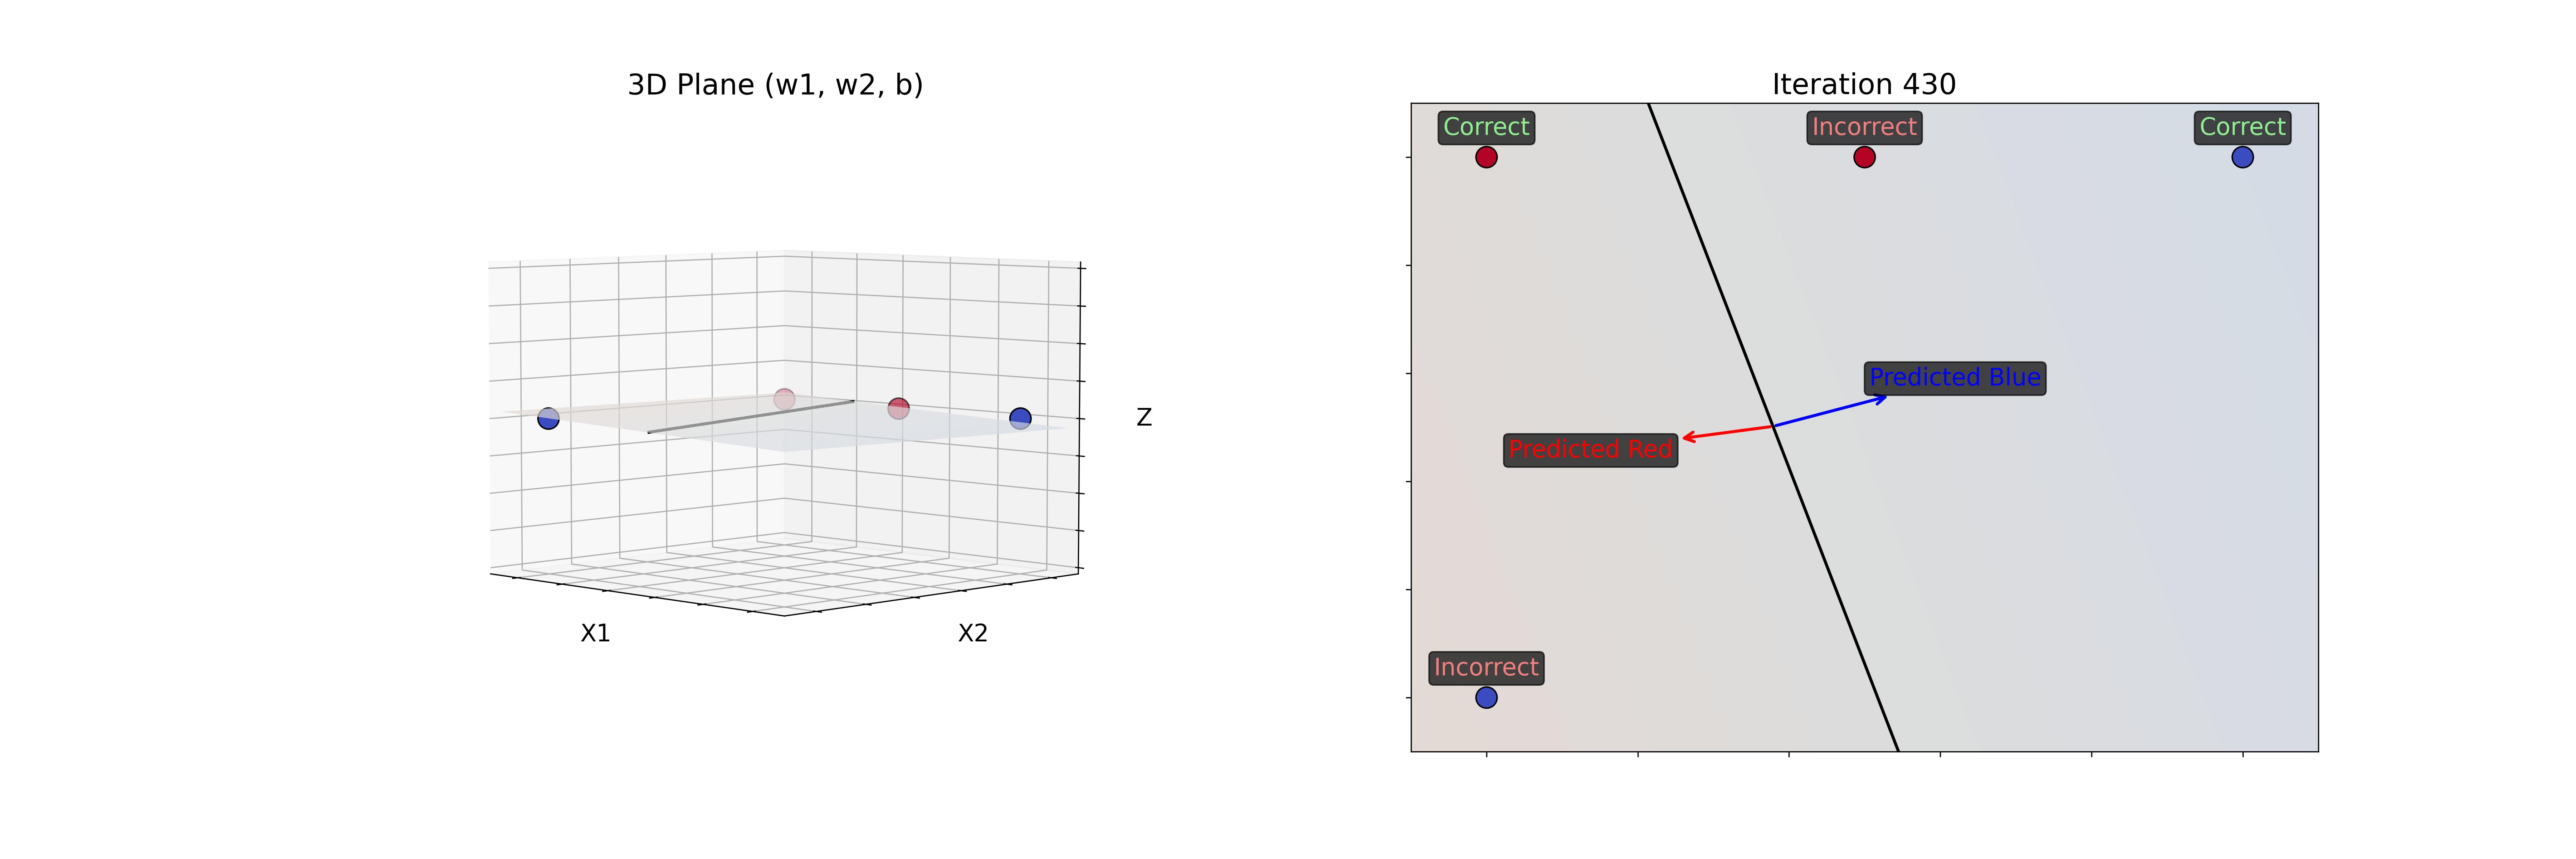 3D Plane (w1, w2, b)
Z
X1
X2
Iteration 430
Correct
Incorrect
Correct
Predicted Blue
Predicted Red
Incorrect